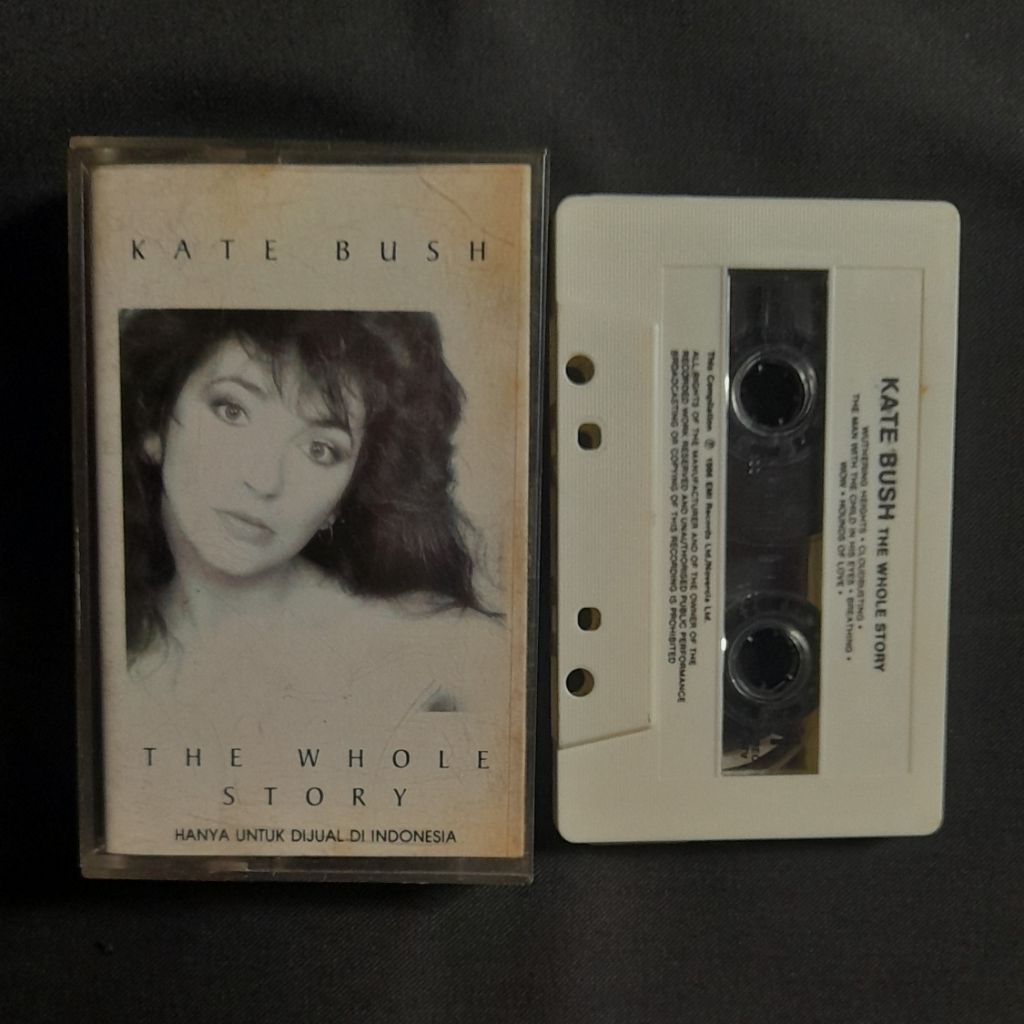 KATE BUSH
THE WHOLE
STORY
HANYA UNTUK DIJUAL DI INDONESIA
KATE BUSH THE WHOLE STORY
WUTHERING HEIGHTS • CLOUDBUSTING •
THE MAN WITH THE CHILD IN HIS EYES • BREATHING •
WOW • HOUNDS OF LOVE •
This Compilation ℗ 1986 EMI Records Ltd./Novercia Ltd.
ALL RIGHTS OF THE MANUFACTURER AND OF THE OWNER OF THE
RECORDED WORK RESERVED AND UNAUTHORISED PUBLIC PERFORMANCE
BROADCASTING OR COPYING OF THIS RECORDING IS PROHIBITED